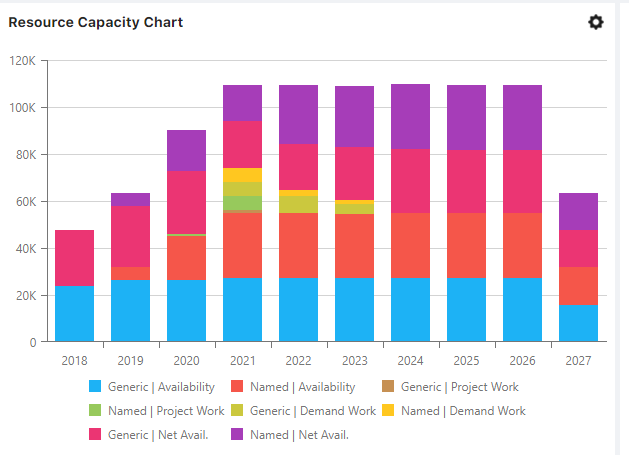 Resource Capacity Chart
120K
100K
80K
60K
40K
20K
0
2018 2019 2020 2021 2022 2023 2024 2025 2026 2027
Generic | Availability Named | Availability Generic | Project Work
Named | Project Work Generic | Demand Work Named | Demand Work
Generic | Net Avail. Named | Net Avail.